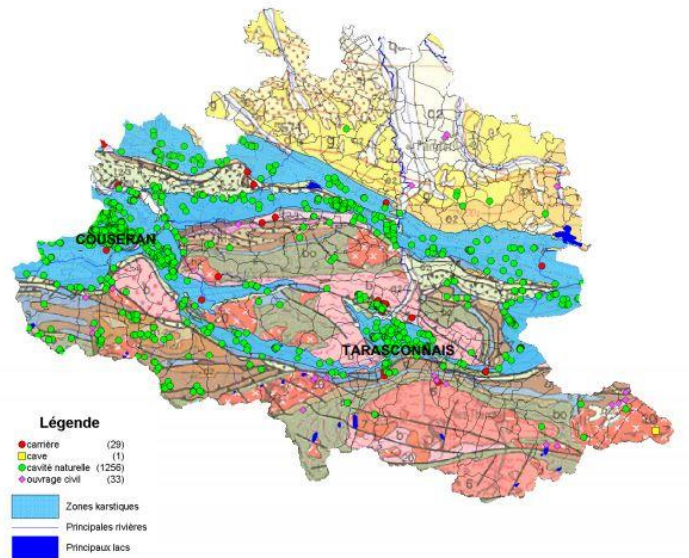 COUSERAN
TARASCONNAIS
Légende
carrière (29)
cave (1)
cavité naturelle (1256)
ouvrage civil (33)
Zones karstiques
Principales rivières
Principaux lacs